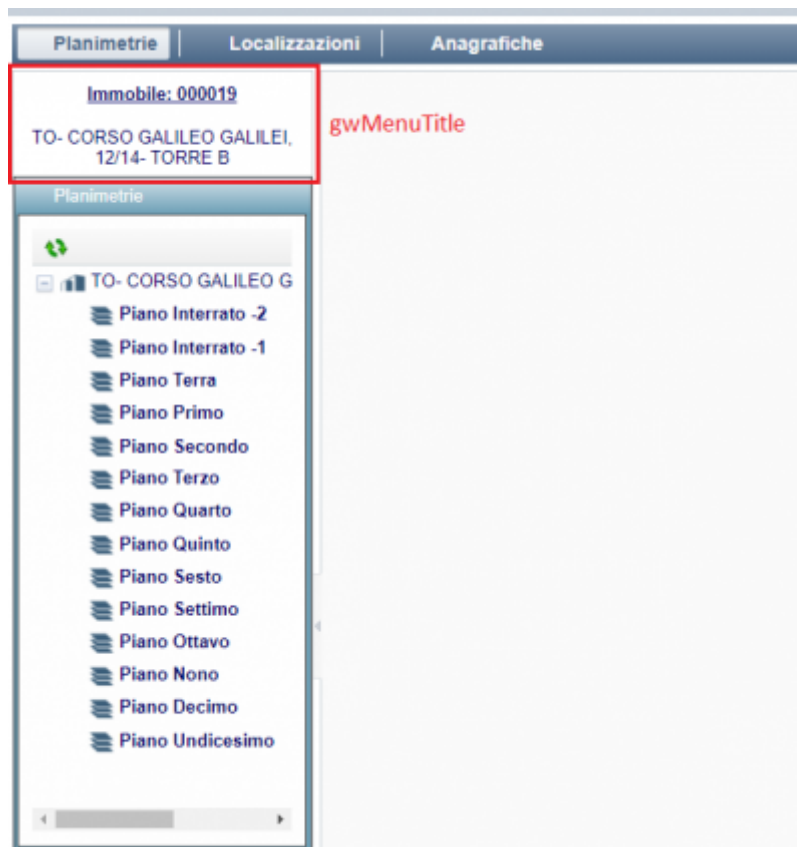 Planimetrie
Localizzazioni
Anagrafiche
Immobile: 000019
TO- CORSO GALILEO GALILEI,
12/14- TORRE B
gwMenuTitle
Planimetrie
TO- CORSO GALILEO G
Piano Interrato -2
Piano Interrato -1
Piano Terra
Piano Primo
Piano Secondo
Piano Terzo
Piano Quarto
Piano Quinto
Piano Sesto
Piano Settimo
Piano Ottavo
Piano Nono
Piano Decimo
Piano Undicesimo